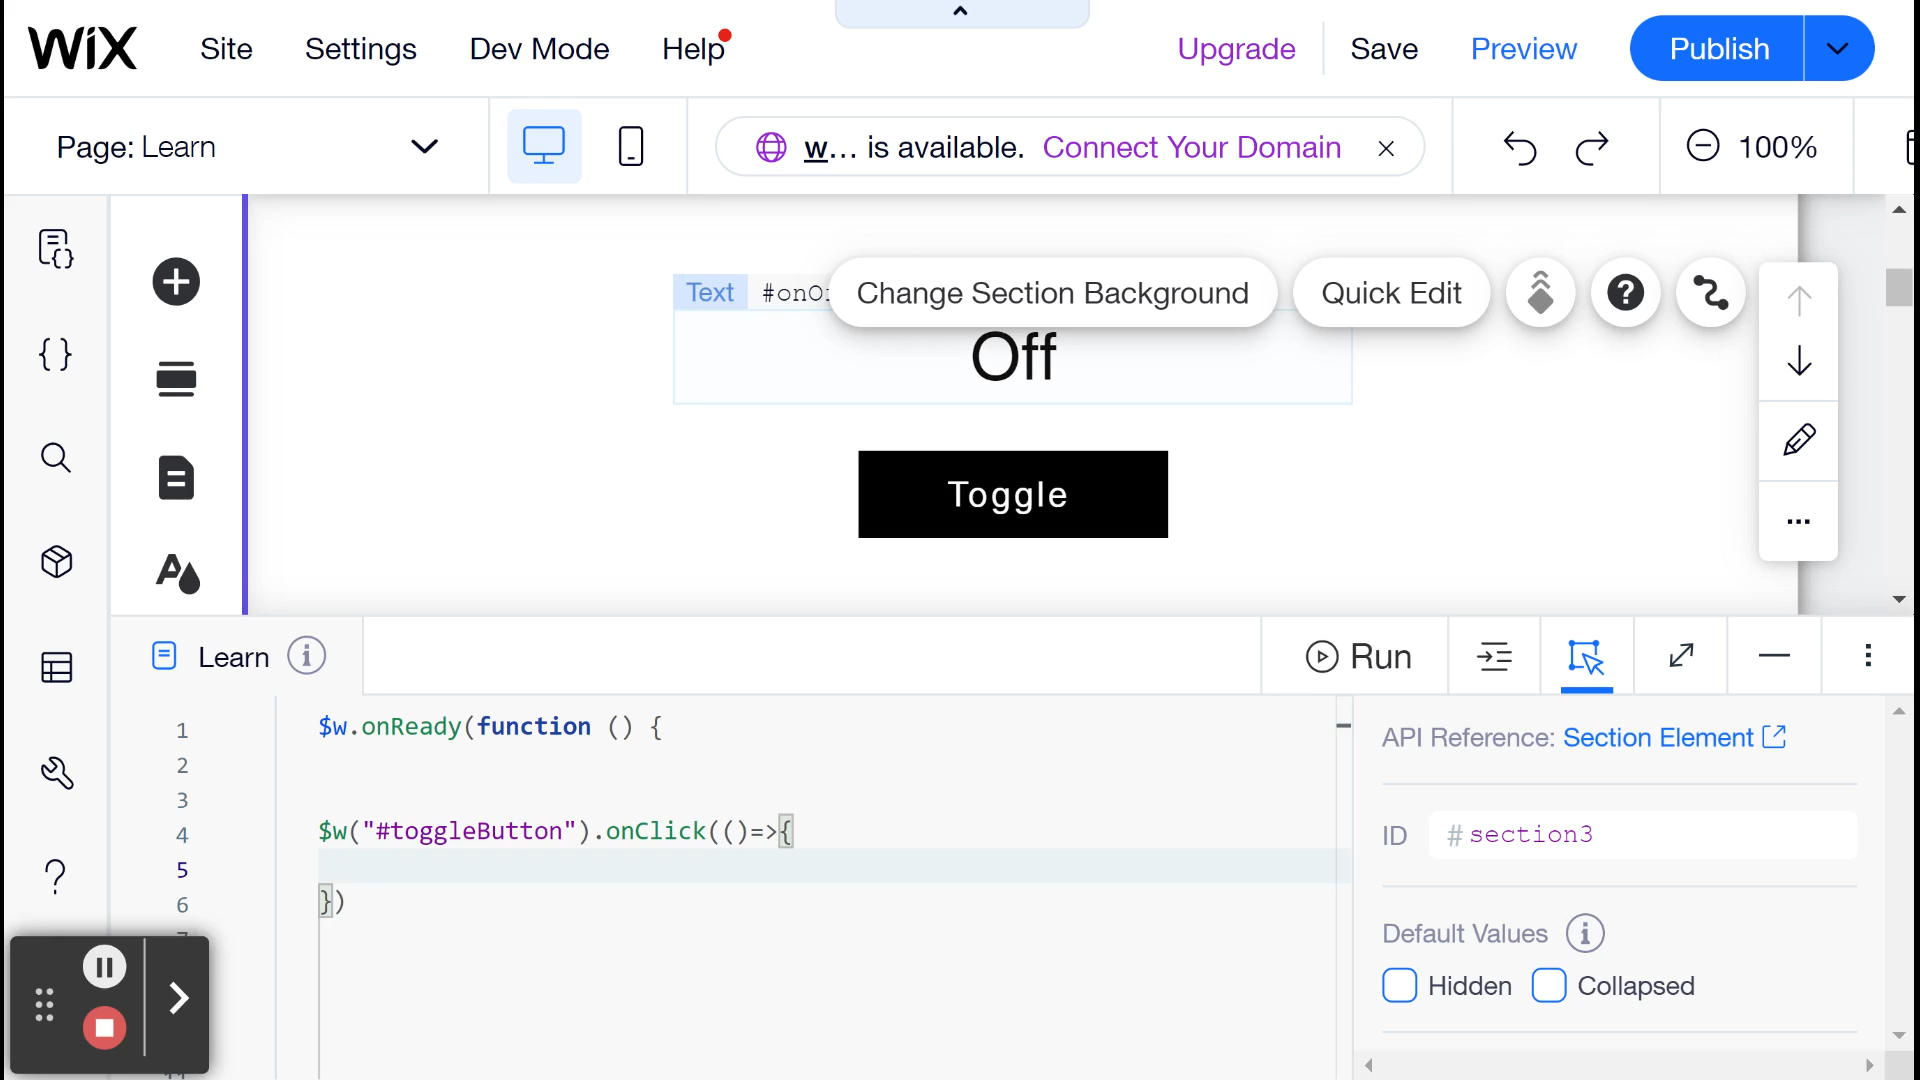 WiX Site Settings Dev Mode Help Upgrade Save Preview Publish
Page: Learn w... is available. Connect Your Domain 100%
Text #onO Change Section Background Quick Edit
Off
Toggle
Learn Run
1 $w.onReady(function () {
2
3
4 $w("#toggleButton").onClick(()=>{
5
6 })
API Reference: Section Element
ID # section3
Default Values
Hidden Collapsed